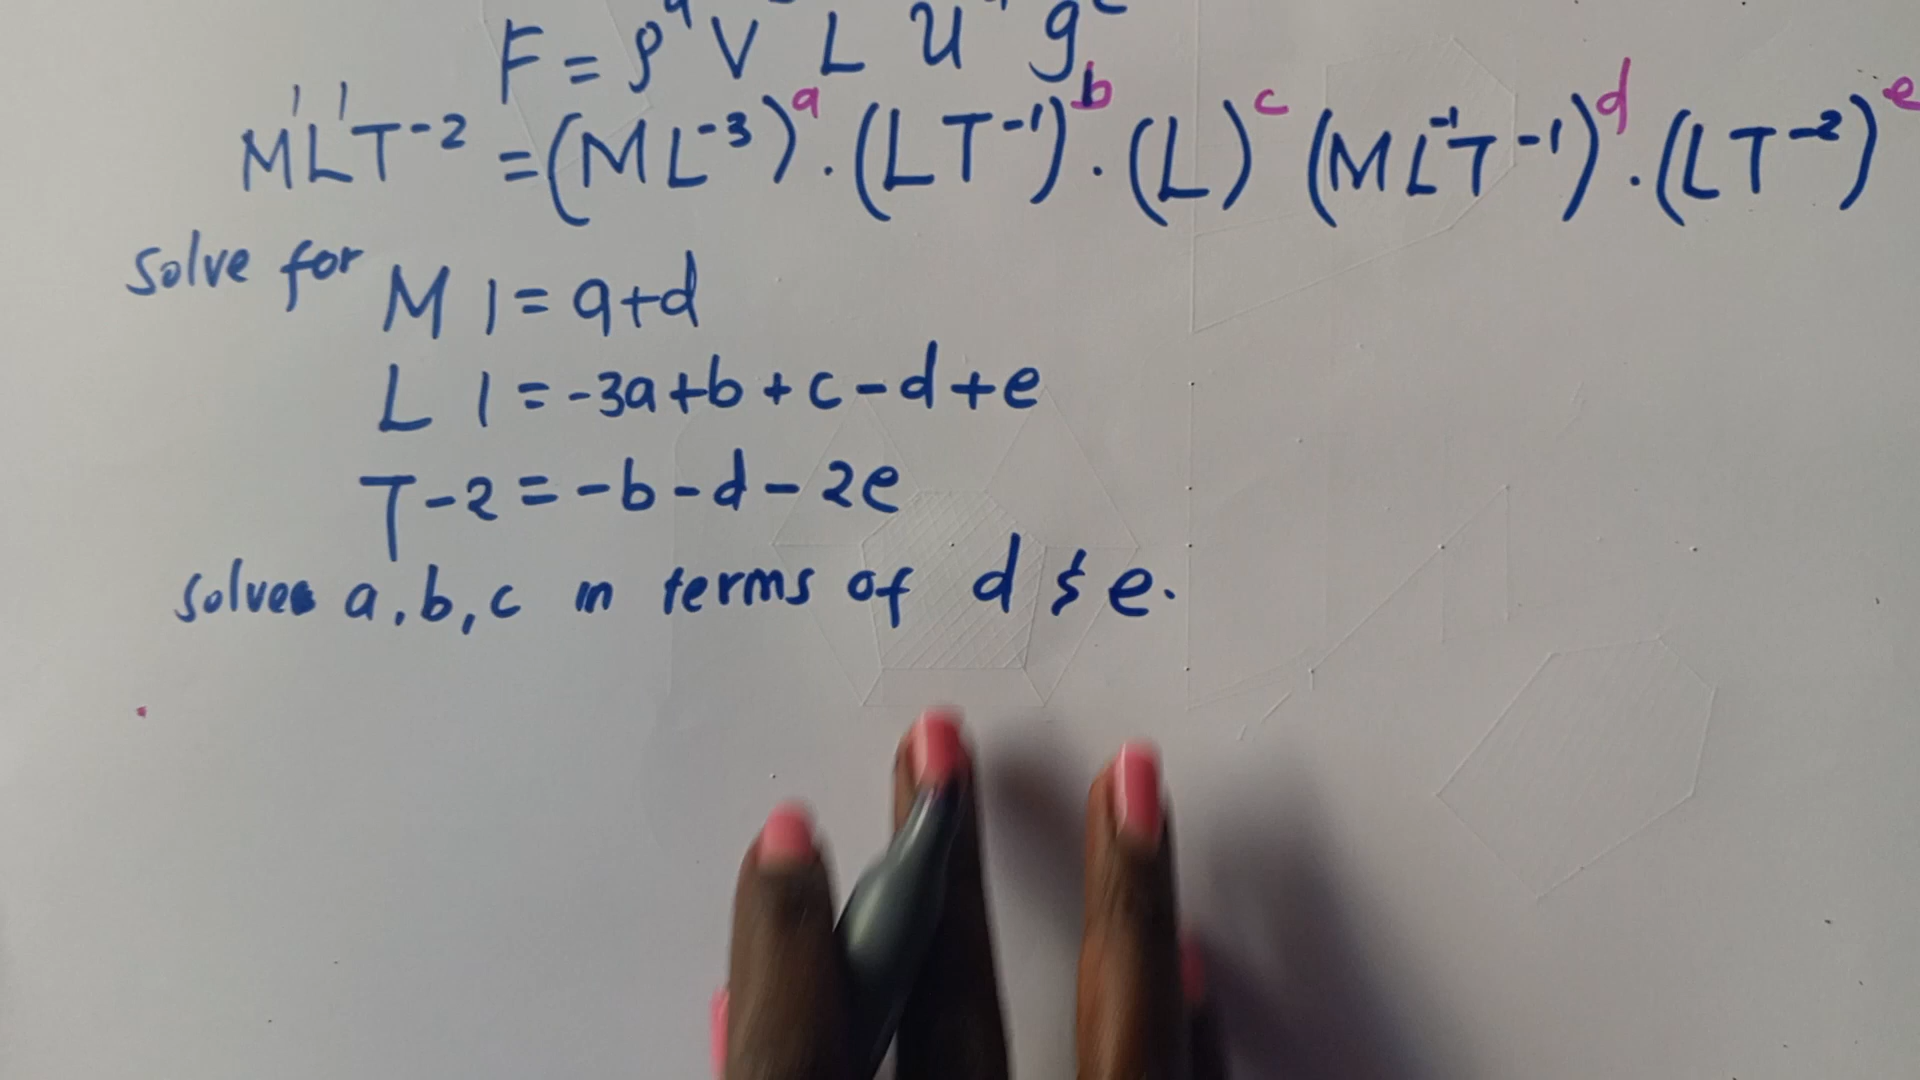 F = ρ^a V L u g
M^1 L^1 T^-2 = (ML^-3)^a . (LT^-1)^b . (L)^c (ML^-1T^-1)^d . (LT^-2)^e
solve for M 1 = a+d
L 1 = -3a+b+c-d+e
T -2 = -b-d-2e
solves a, b, c in terms of d & e.